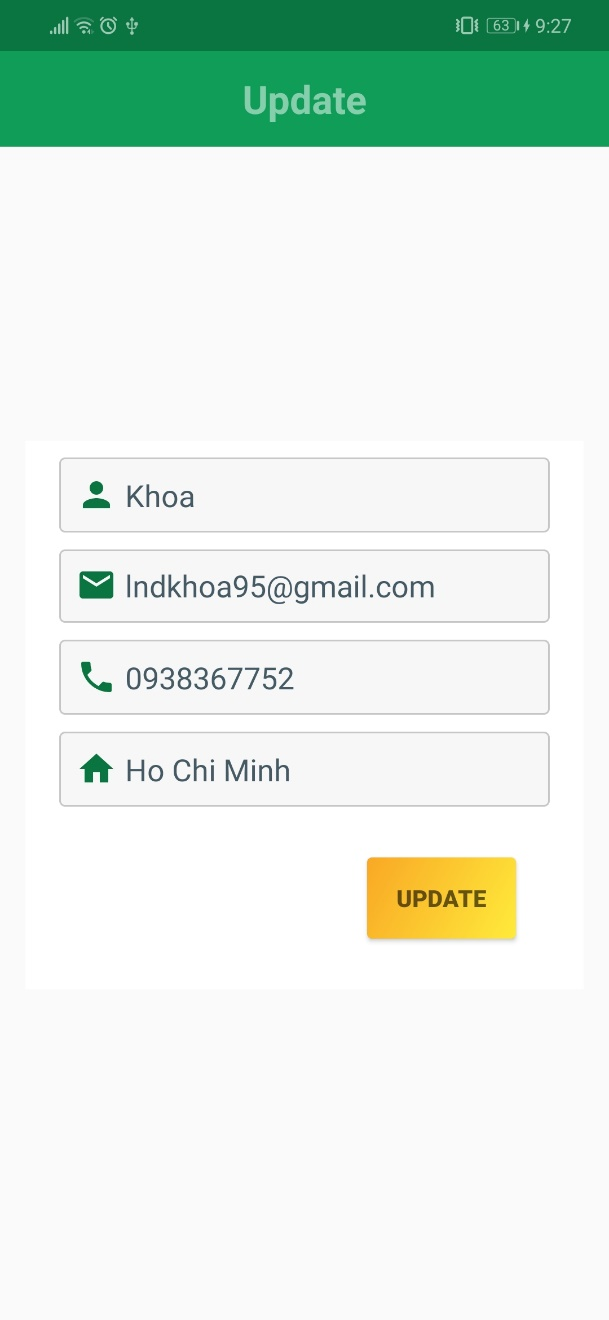 63 9:27
Update
Khoa
lndkhoa95@gmail.com
0938367752
Ho Chi Minh
UPDATE